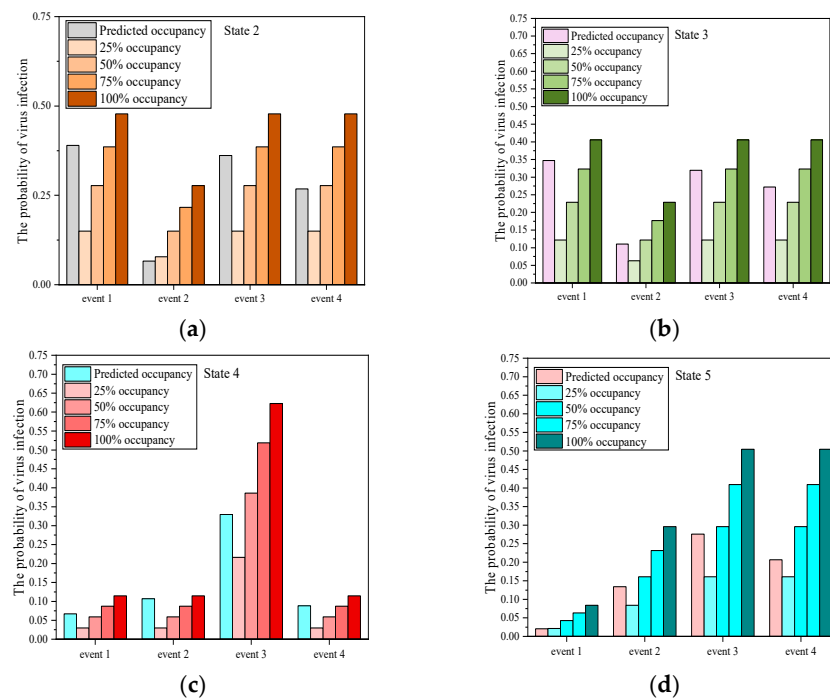 0.75
0.50
0.25
0.00
The probability of virus infection
Predicted occupancy
25% occupancy
50% occupancy
75% occupancy
100% occupancy
State 2
event 1
event 2
event 3
event 4
(a)
0.75
0.70
0.65
0.60
0.55
0.50
0.45
0.40
0.35
0.30
0.25
0.20
0.15
0.10
0.05
0.00
The probability of virus infection
Predicted occupancy
25% occupancy
50% occupancy
75% occupancy
100% occupancy
State 3
event 1
event 2
event 3
event 4
(b)
0.75
0.70
0.65
0.60
0.55
0.50
0.45
0.40
0.35
0.30
0.25
0.20
0.15
0.10
0.05
0.00
The probability of virus infection
Predicted occupancy
25% occupancy
50% occupancy
75% occupancy
100% occupancy
State 4
event 1
event 2
event 3
event 4
(c)
0.75
0.70
0.65
0.60
0.55
0.50
0.45
0.40
0.35
0.30
0.25
0.20
0.15
0.10
0.05
0.00
The probability of virus infection
Predicted occupancy
25% occupancy
50% occupancy
75% occupancy
100% occupancy
State 5
event 1
event 2
event 3
event 4
(d)